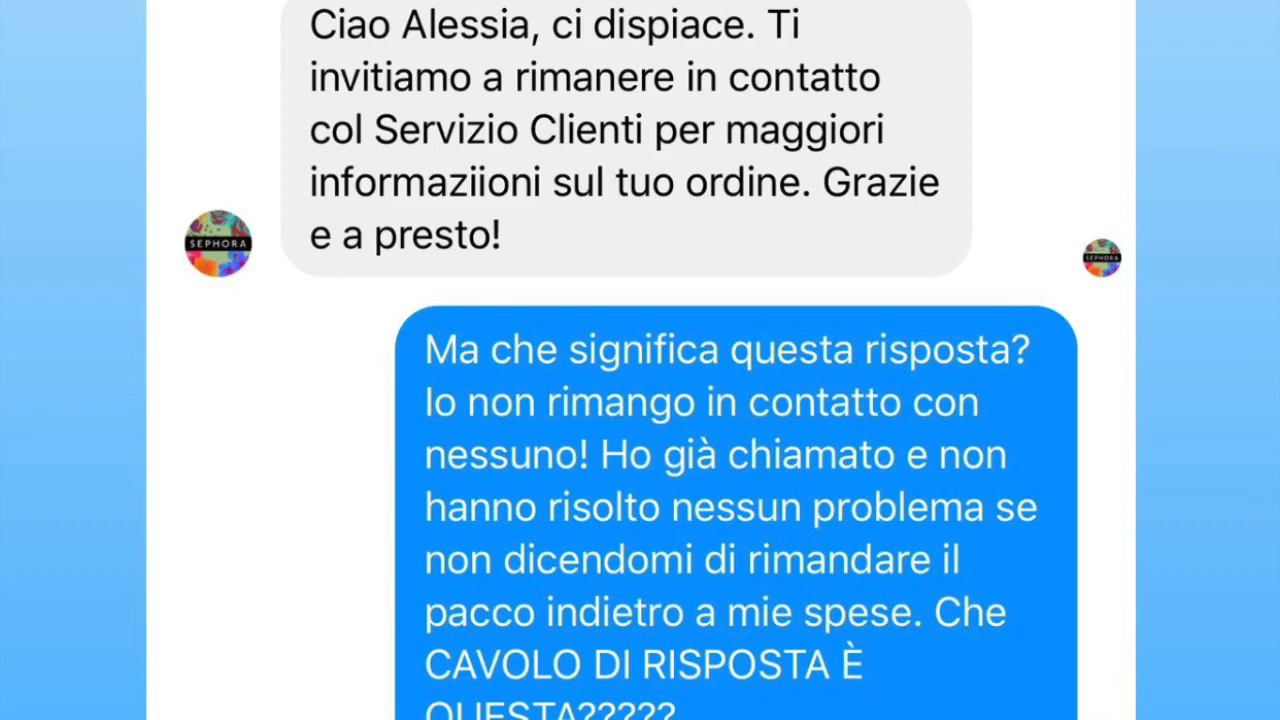 Ciao Alessia, ci dispiace. Ti
invitiamo a rimanere in contatto
col Servizio Clienti per maggiori
informaziioni sul tuo ordine. Grazie
e a presto!
SEPHORA
SEPHORA
Ma che significa questa risposta?
Io non rimango in contatto con
nessuno! Ho già chiamato e non
hanno risolto nessun problema se
non dicendomi di rimandare il
pacco indietro a mie spese. Che
CAVOLO DI RISPOSTA È
QUESTA?????